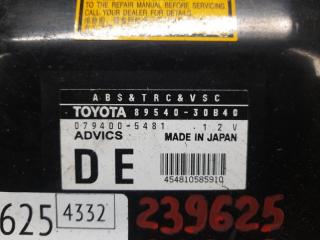 TO THE REPAIR MANUAL BEFORE SERVICING
CALL YOUR DEALER FOR DETAILS.
ABS&TRC&VSC
TOYOTA 89540-30B40
079400-5481 12V
ADVICS MADE IN JAPAN
DE
454810585910
625 4332 239625